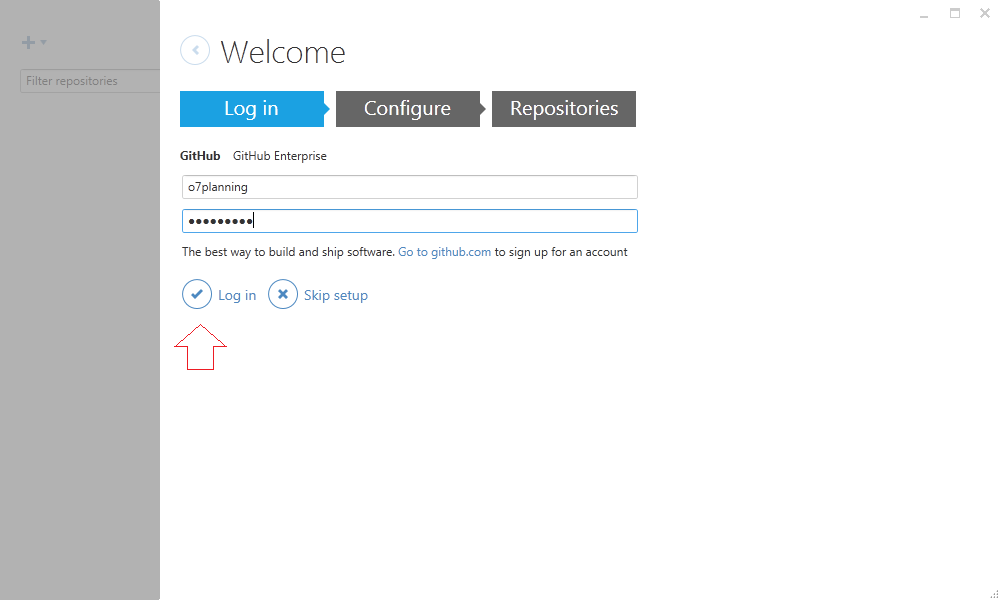 Filter repositories
Welcome
Log in Configure Repositories
GitHub GitHub Enterprise
o7planning
●●●●●●●●●
The best way to build and ship software. Go to github.com to sign up for an account
Log in Skip setup